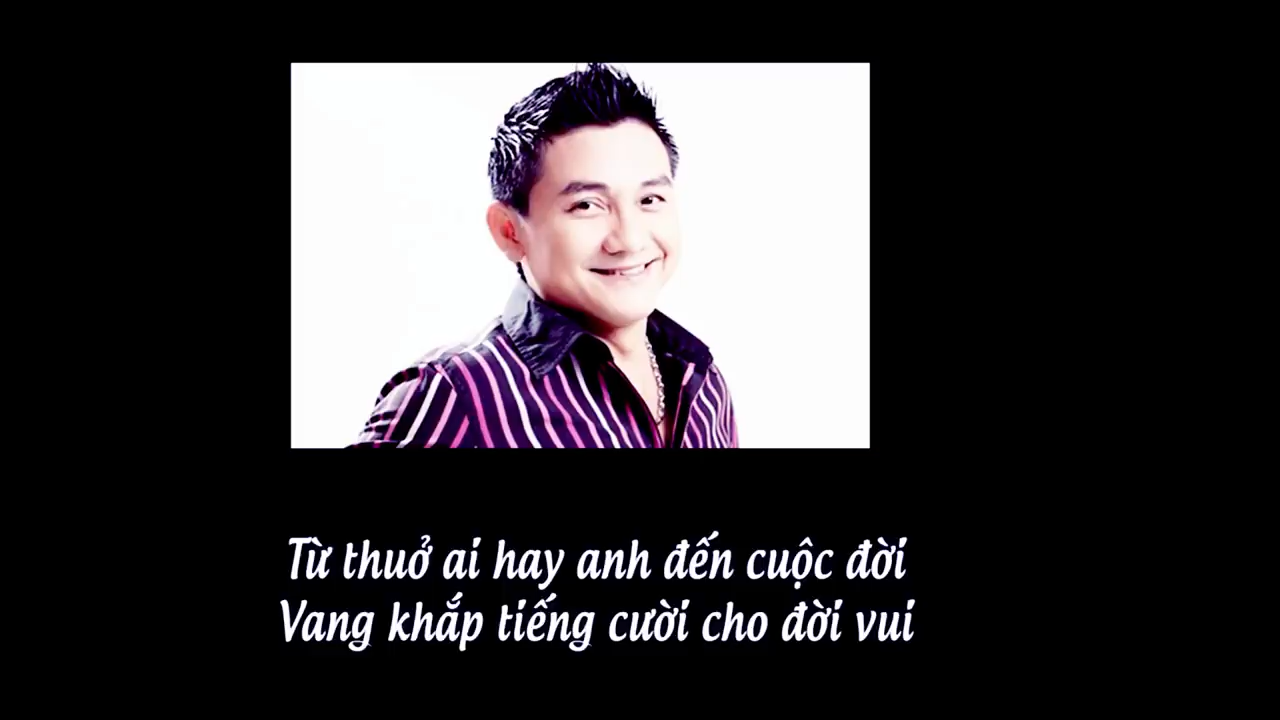 Từ thuở ai hay anh đến cuộc đời
Vang khắp tiếng cười cho đời vui